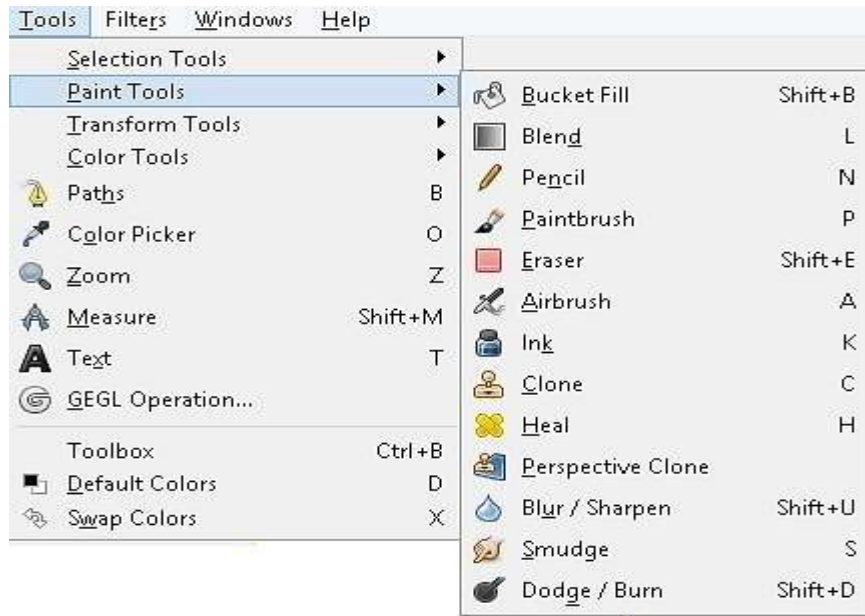 Tools Filters Windows Help
Selection Tools
Paint Tools
Transform Tools
Color Tools
Paths B
Color Picker O
Zoom Z
Measure Shift+M
Text T
GEGL Operation...
Toolbox Ctrl+B
Default Colors D
Swap Colors X
Bucket Fill Shift+B
Blend L
Pencil N
Paintbrush P
Eraser Shift+E
Airbrush A
Ink K
Clone C
Heal H
Perspective Clone
Blur / Sharpen Shift+U
Smudge S
Dodge / Burn Shift+D